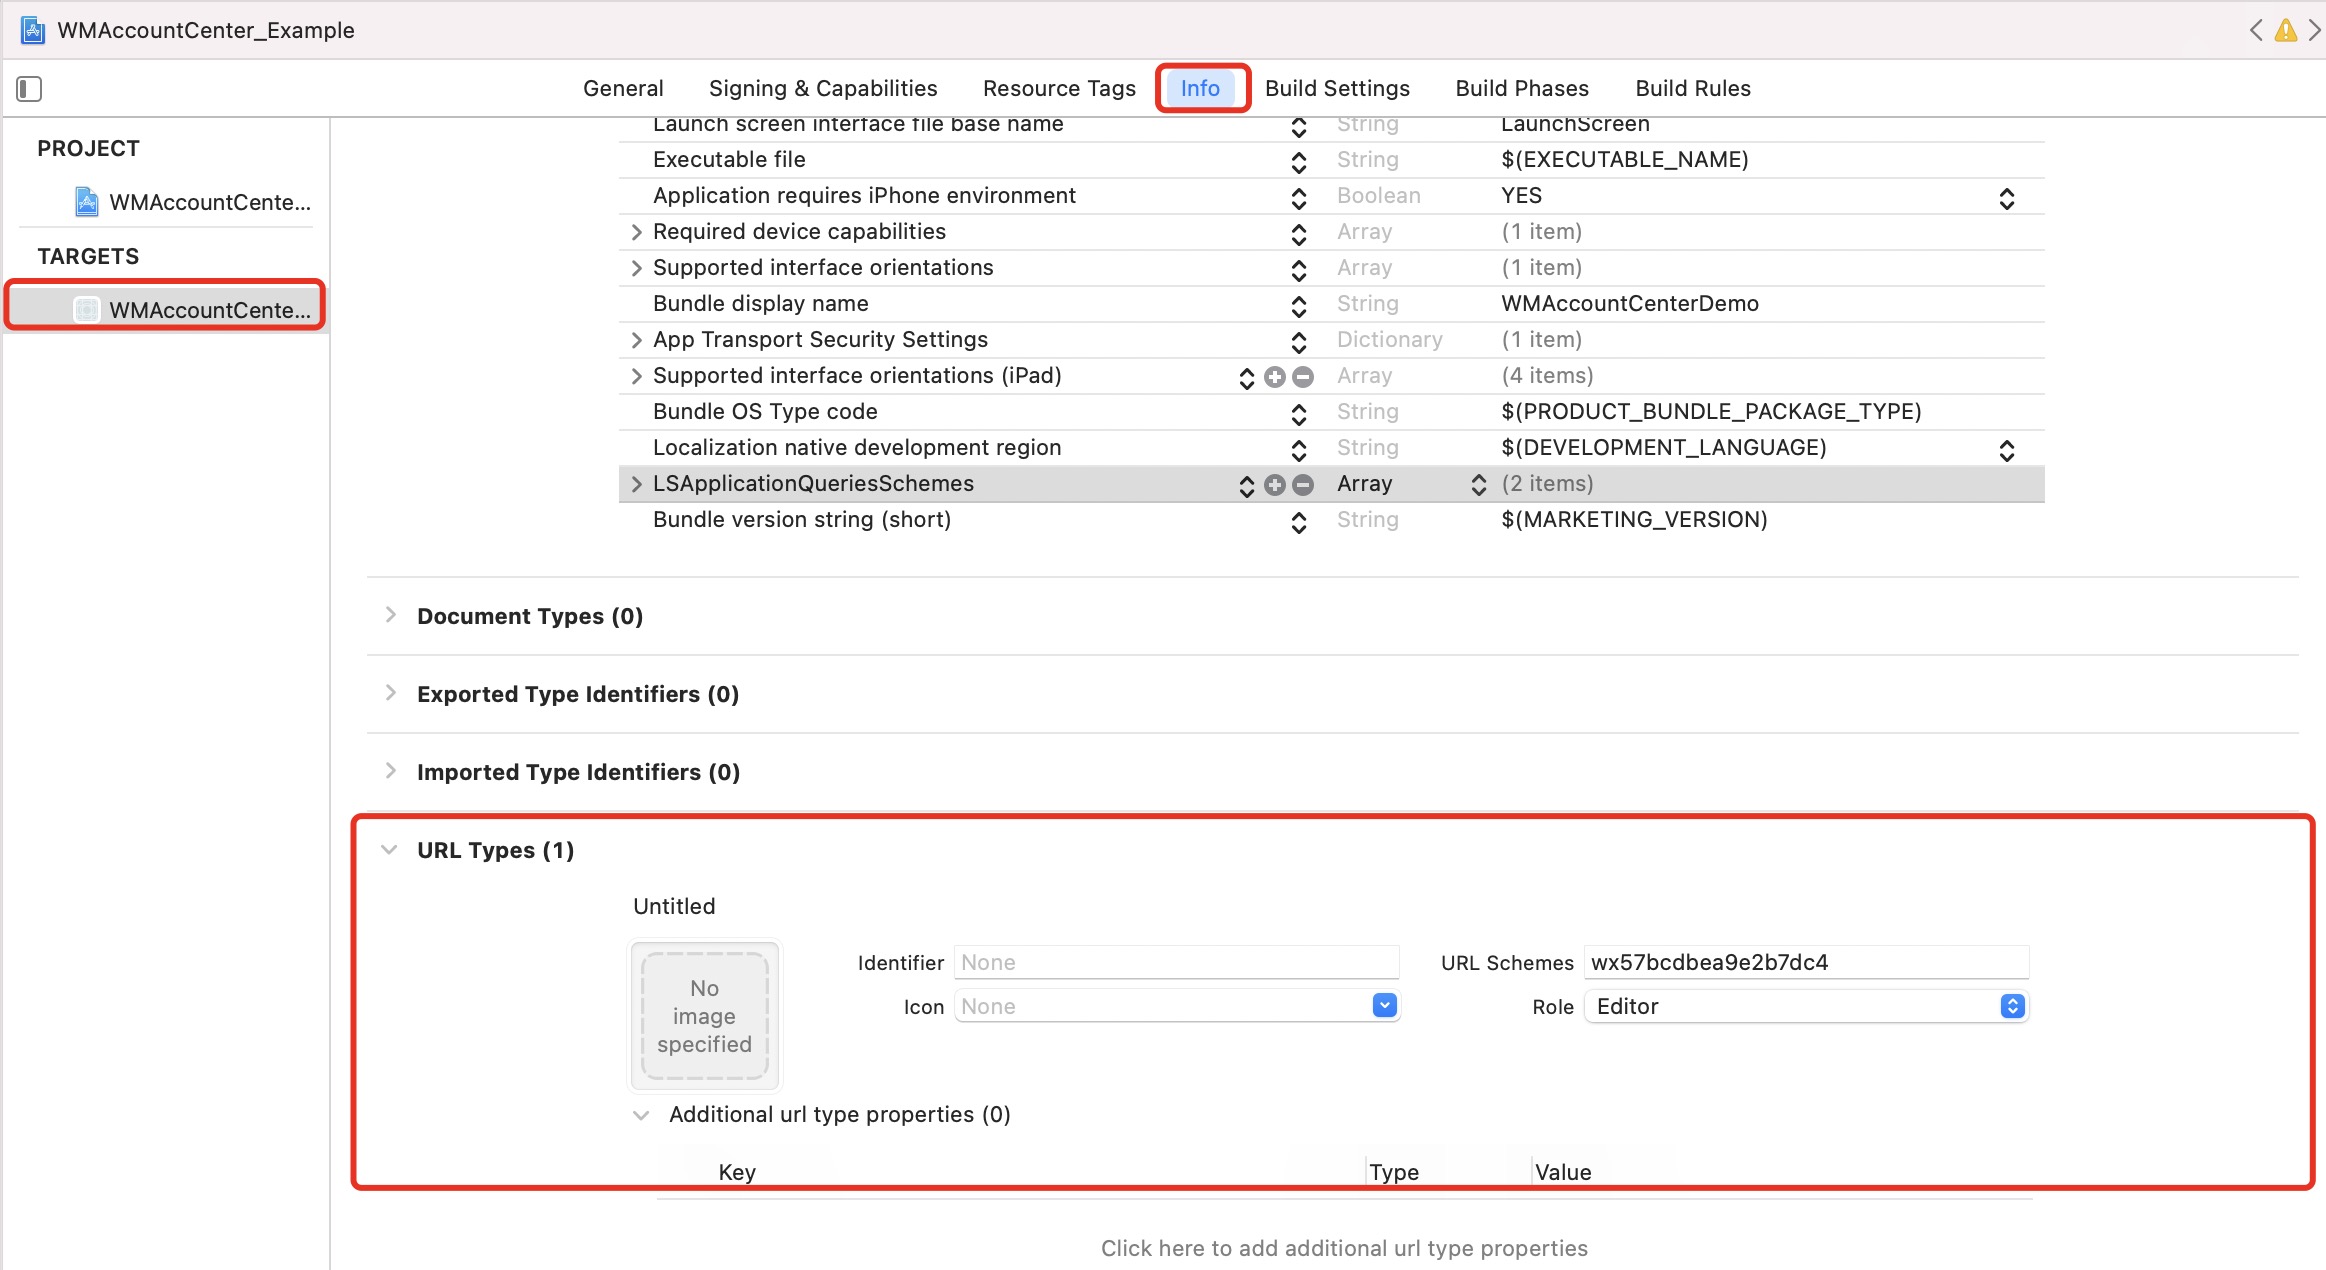 WMAccountCenter_Example
General Signing & Capabilities Resource Tags Info Build Settings Build Phases Build Rules
PROJECT
WMAccountCente...
TARGETS
WMAccountCente...
Launch screen interface file base name String LaunchScreen
Executable file String $(EXECUTABLE_NAME)
Application requires iPhone environment Boolean YES
Required device capabilities Array (1 item)
Supported interface orientations Array (1 item)
Bundle display name String WMAccountCenterDemo
App Transport Security Settings Dictionary (1 item)
Supported interface orientations (iPad) Array (4 items)
Bundle OS Type code String $(PRODUCT_BUNDLE_PACKAGE_TYPE)
Localization native development region String $(DEVELOPMENT_LANGUAGE)
LSApplicationQueriesSchemes Array (2 items)
Bundle version string (short) String $(MARKETING_VERSION)
Document Types (0)
Exported Type Identifiers (0)
Imported Type Identifiers (0)
URL Types (1)
Untitled
No
image
specified
Identifier None URL Schemes wx57bcdbea9e2b7dc4
Icon None Role Editor
Additional url type properties (0)
Key Type Value
Click here to add additional url type properties